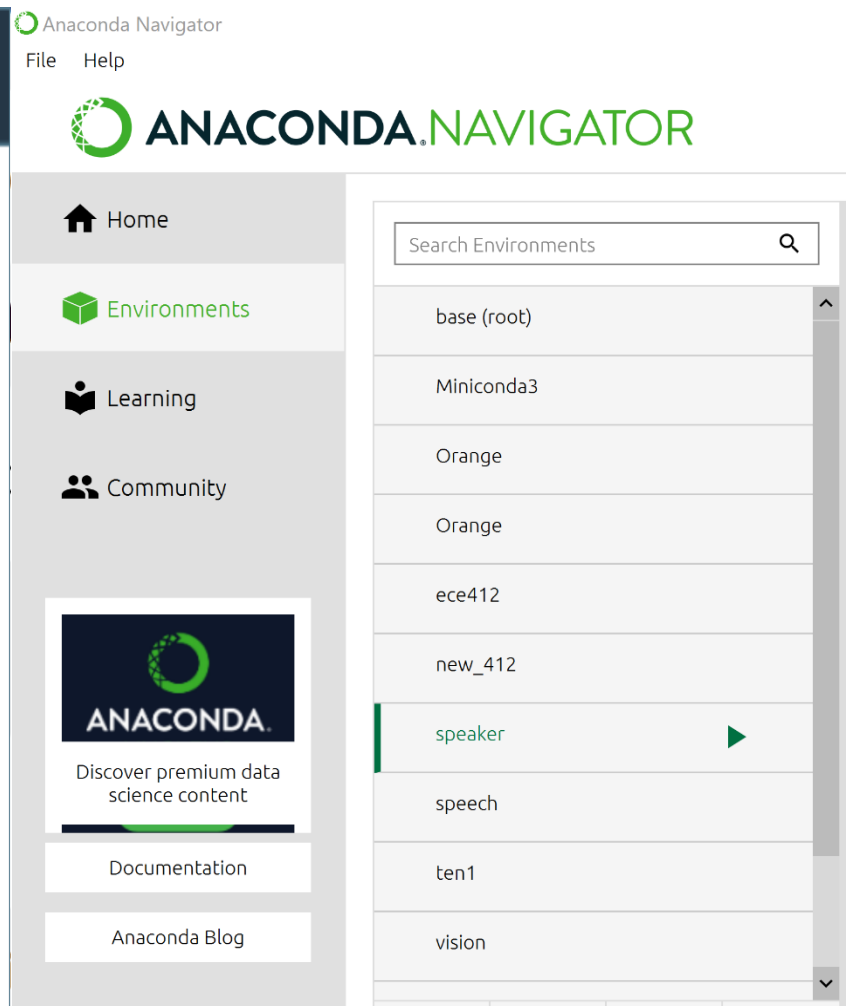 Anaconda Navigator
File Help
ANACONDA.NAVIGATOR
Home
Environments
Learning
Community
ANACONDA.
Discover premium data
science content
Documentation
Anaconda Blog
Search Environments
base (root)
Miniconda3
Orange
Orange
ece412
new_412
speaker
speech
ten1
vision